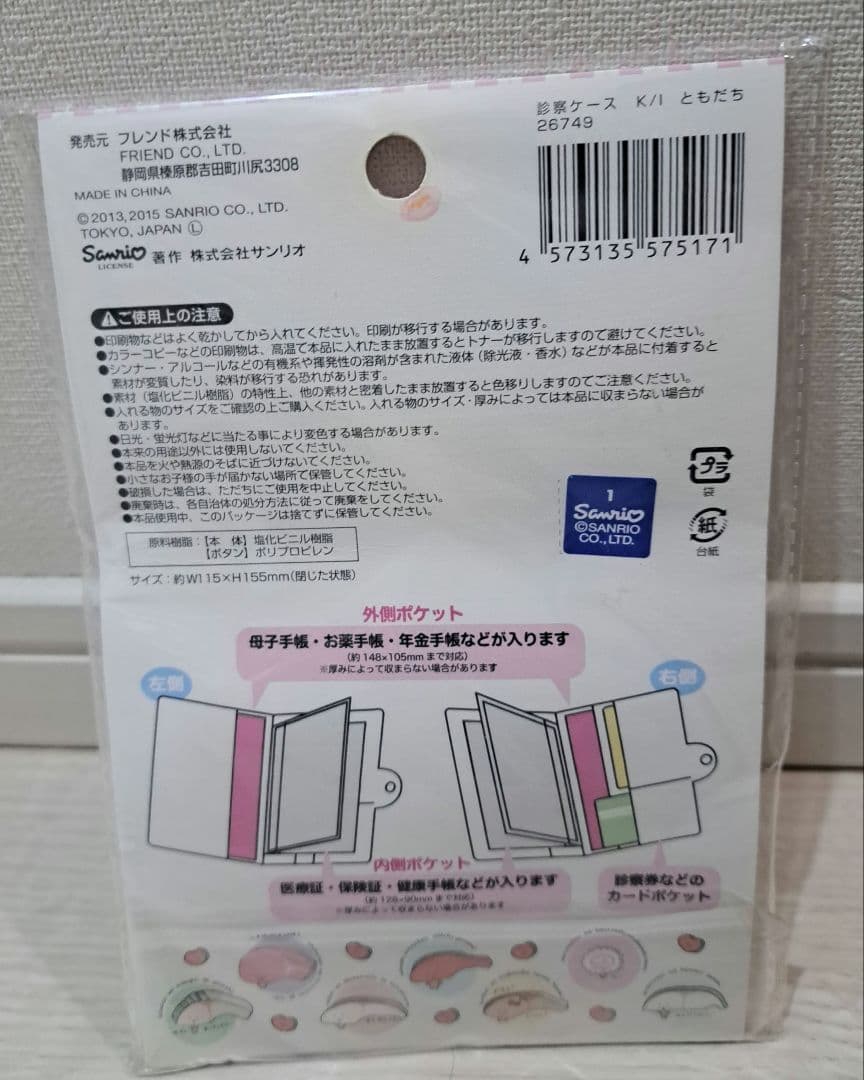 発売元 フレンド株式会社
FRIEND CO., LTD.
静岡県榛原郡吉田町川尻3308
MADE IN CHINA
©2013,2015 SANRIO CO., LTD.
TOKYO, JAPAN Ⓛ
Sanrio 著作 株式会社サンリオ
LICENSE
診察ケース K/I ともだち
26749
4 573135 575171
ご使用上の注意
●印刷物などはよく乾かしてから入れてください。印刷が移行する場合があります。
●カラーコピーなどの印刷物は、高温で本品に入れたまま放置するとトナーが移行しますので避けてください。
●シンナー・アルコールなどの有機系や揮発性の溶剤が含まれた液体(除光液・香水)などが本品に付着すると
素材が変質したり、染料が移行する恐れがあります。
●素材(塩化ビニル樹脂)の特性上、他の素材と密着したまま放置すると色移りしますのでご注意ください。
●入れる物のサイズをご確認の上ご購入ください。入れる物のサイズ・厚みによっては本品に収まらない場合が
あります。
●日光・蛍光灯などに当たる事により変色する場合があります。
●本来の用途以外には使用しないでください。
●本品を火や熱源のそばに近づけないでください。
●小さなお子様の手が届かない場所で保管してください。
●破損した場合は、ただちにご使用を中止してください。
●廃棄時は、各自治体の処分方法に従って廃棄をしてください。
●本品使用中、このパッケージは捨てずに保管してください。
原料樹脂:【本 体】塩化ビニル樹脂
【ボタン】ポリプロピレン
サイズ:約W115×H155mm(閉じた状態)
1
Sanrio
©SANRIO
CO., LTD.
プラ
袋
紙
台紙
外側ポケット
母子手帳・お薬手帳・年金手帳などが入ります
(約148×105mmまで対応)
※厚みによって収まらない場合があります
左側
右側
内側ポケット
医療証・保険証・健康手帳などが入ります
(約128×90mmまで対応)
※厚みによって収まらない場合があります
診察券などの
カードポケット